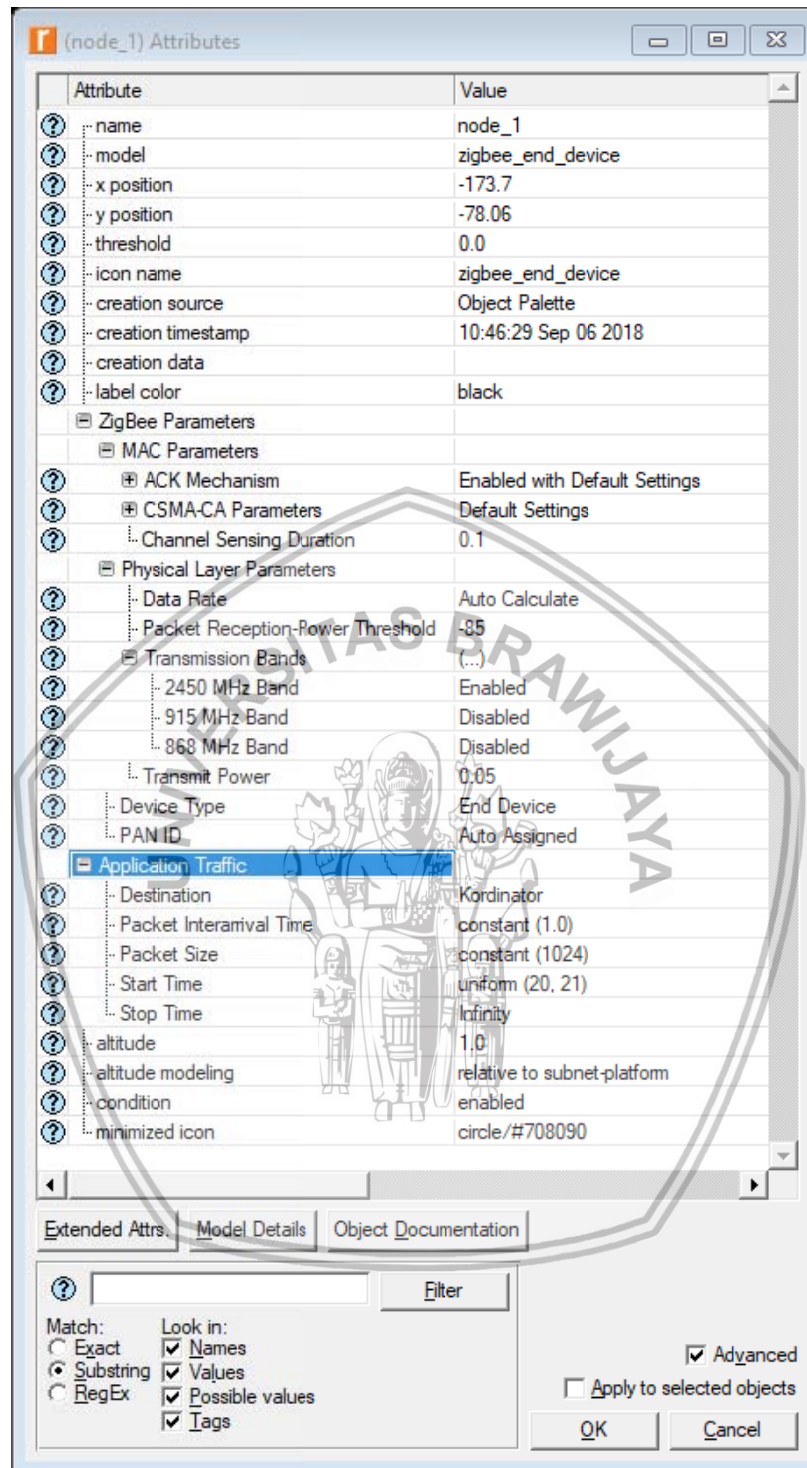 (node_1) Attributes
Attribute Value
name node_1
model zigbee_end_device
x position -173.7
y position -78.06
threshold 0.0
icon name zigbee_end_device
creation source Object Palette
creation timestamp 10:46:29 Sep 06 2018
creation data
label color black
ZigBee Parameters
MAC Parameters
ACK Mechanism Enabled with Default Settings
CSMA-CA Parameters Default Settings
Channel Sensing Duration 0.1
Physical Layer Parameters
Data Rate Auto Calculate
Packet Reception-Power Threshold -85
Transmission Bands (...)
2450 MHz Band Enabled
915 MHz Band Disabled
868 MHz Band Disabled
Transmit Power 0.05
Device Type End Device
PAN ID Auto Assigned
Application Traffic
Destination Kordinator
Packet Interarrival Time constant (1.0)
Packet Size constant (1024)
Start Time uniform (20, 21)
Stop Time Infinity
altitude 1.0
altitude modeling relative to subnet-platform
condition enabled
minimized icon circle/#708090
UNIVERSITAS BRAWIJAYA
Extended Attrs. Model Details Object Documentation
Filter
Match: Look in:
Exact Names
Substring Values
RegEx Possible values
Tags
Advanced
Apply to selected objects
OK Cancel